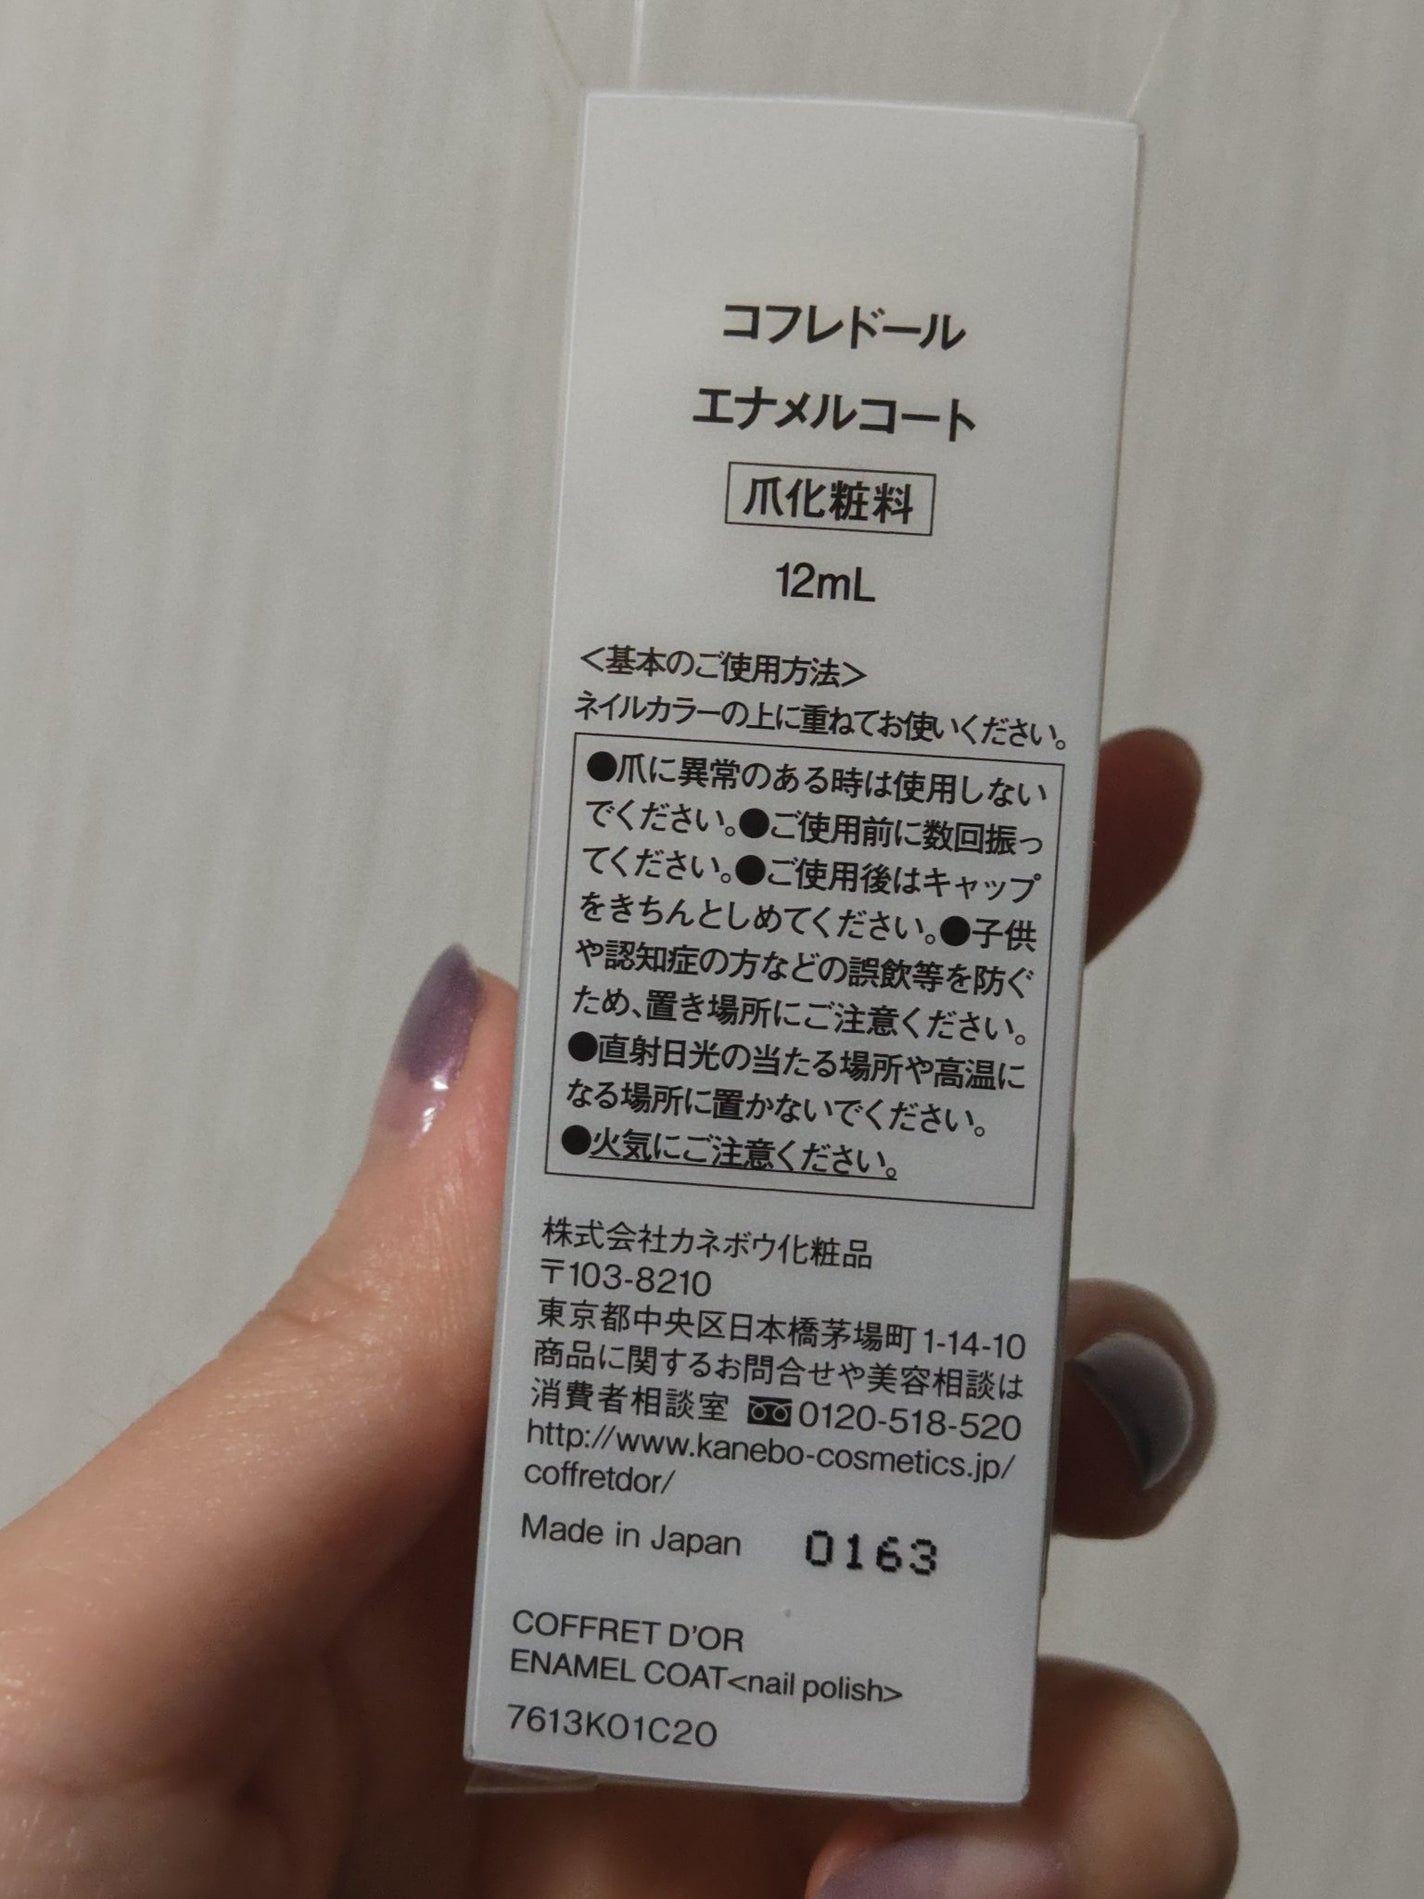 コフレドール
エナメルコート
爪化粧料
12mL
＜基本のご使用方法＞
ネイルカラーの上に重ねてお使いください。
●爪に異常のある時は使用しない
でください。●ご使用前に数回振っ
てください。●ご使用後はキャップ
をきちんとしめてください。●子供
や認知症の方などの誤飲等を防ぐ
ため、置き場所にご注意ください。
●直射日光の当たる場所や高温に
なる場所に置かないでください。
●火気にご注意ください。
株式会社カネボウ化粧品
〒103-8210
東京都中央区日本橋茅場町1-14-10
商品に関するお問合せや美容相談は
消費者相談室 0120-518-520
http://www.kanebo-cosmetics.jp/
coffretdor/
Made in Japan 0163
COFFRET D'OR
ENAMEL COAT<nail polish>
7613K01C20